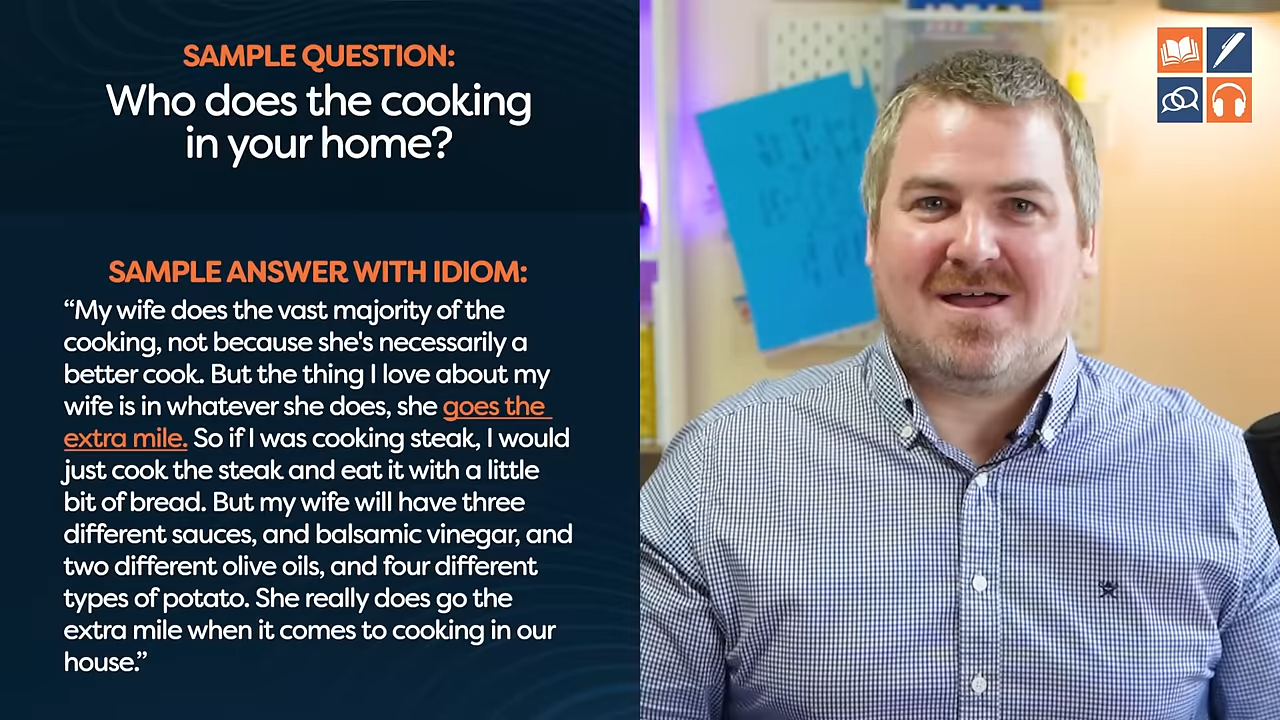 SAMPLE QUESTION:
Who does the cooking
in your home?
SAMPLE ANSWER WITH IDIOM:
“My wife does the vast majority of the
cooking, not because she's necessarily a
better cook. But the thing I love about my
wife is in whatever she does, she goes the
extra mile. So if I was cooking steak, I would
just cook the steak and eat it with a little
bit of bread. But my wife will have three
different sauces, and balsamic vinegar, and
two different olive oils, and four different
types of potato. She really does go the
extra mile when it comes to cooking in our
house.”